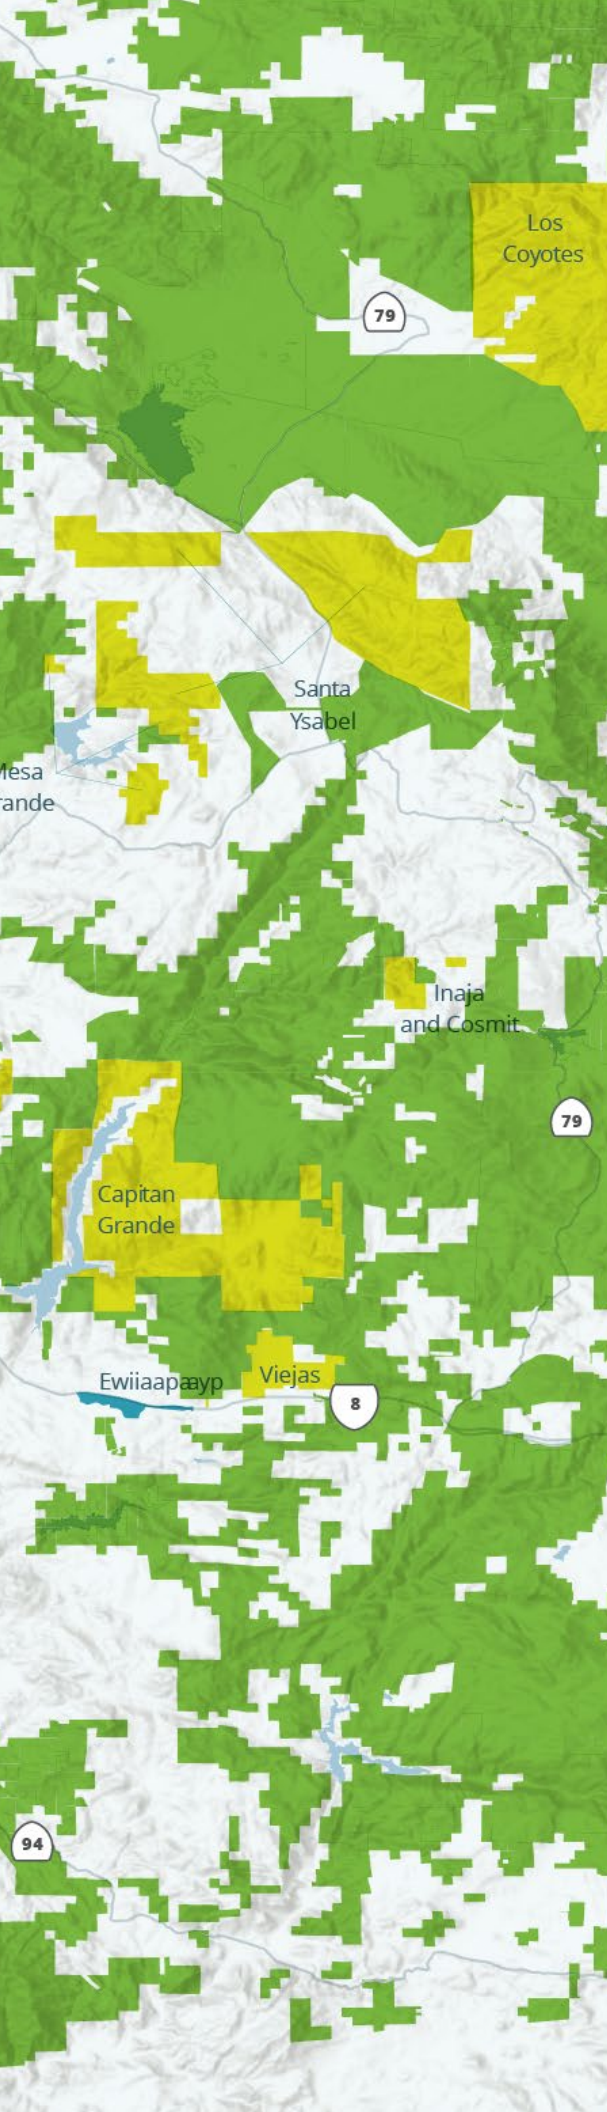 Los
Coyotes
79
Santa
Ysabel
Mesa
rande
Inaja
and Cosmit
79
Capitan
Grande
Ewiiaapaayp
Viejas
8
94